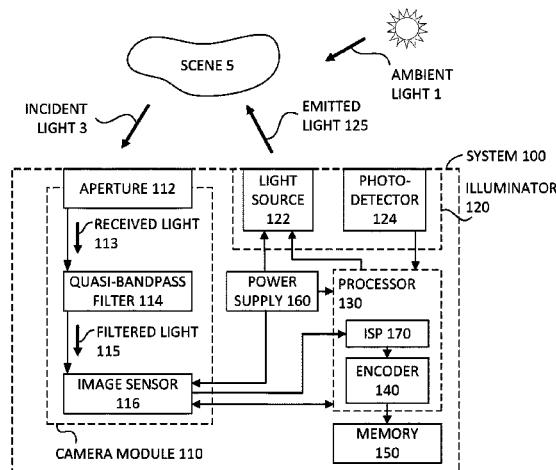 SCENE 5
AMBIENT
LIGHT 1
INCIDENT
LIGHT 3
EMITTED
LIGHT 125
SYSTEM 100
APERTURE 112
LIGHT
SOURCE
122
PHOTO-
DETECTOR
124
ILLUMINATOR
120
RECEIVED LIGHT
113
QUASI-BANDPASS
FILTER 114
POWER
SUPPLY 160
PROCESSOR
130
FILTERED LIGHT
115
ISP 170
IMAGE SENSOR
116
ENCODER
140
CAMERA MODULE 110
MEMORY
150